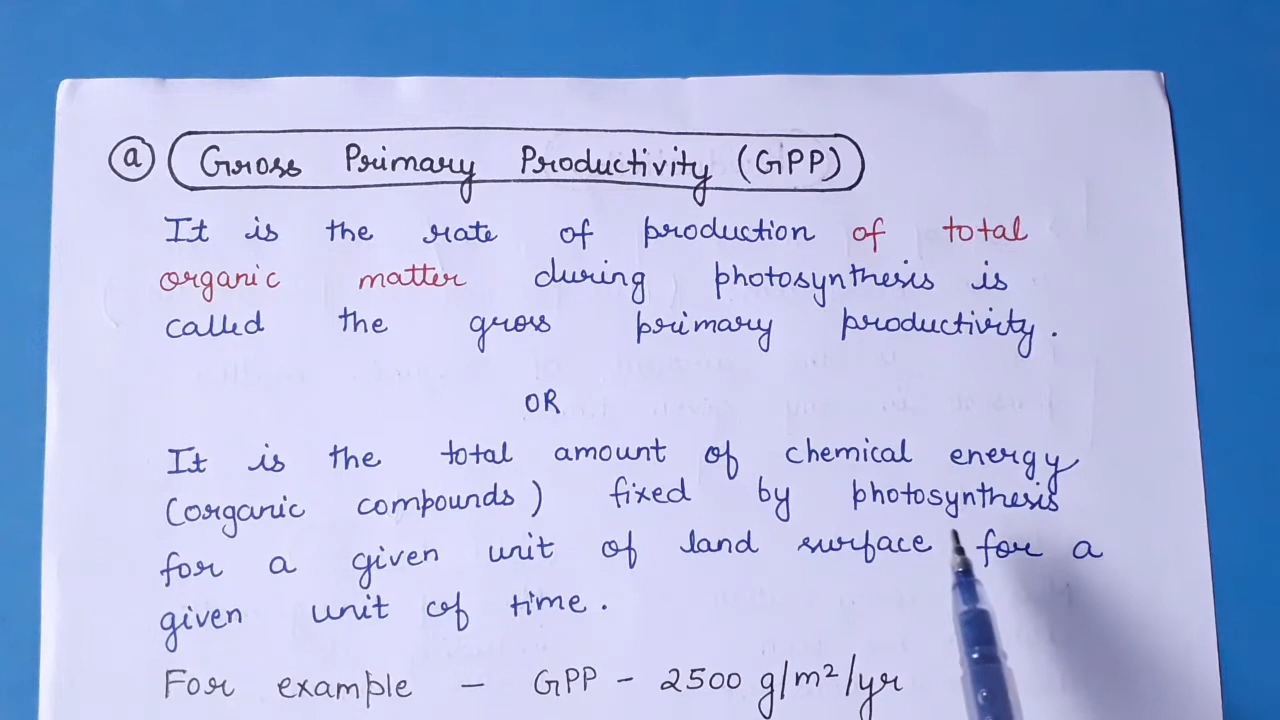 (a) Gross Primary Productivity (GPP)
It is the rate of production of total
organic matter during photosynthesis is
called the gross primary productivity.
OR
It is the total amount of chemical energy
(organic compounds) fixed by photosynthesis
for a given unit of land surface for a
given unit of time.
For example – GPP – 2500 g/m²/yr